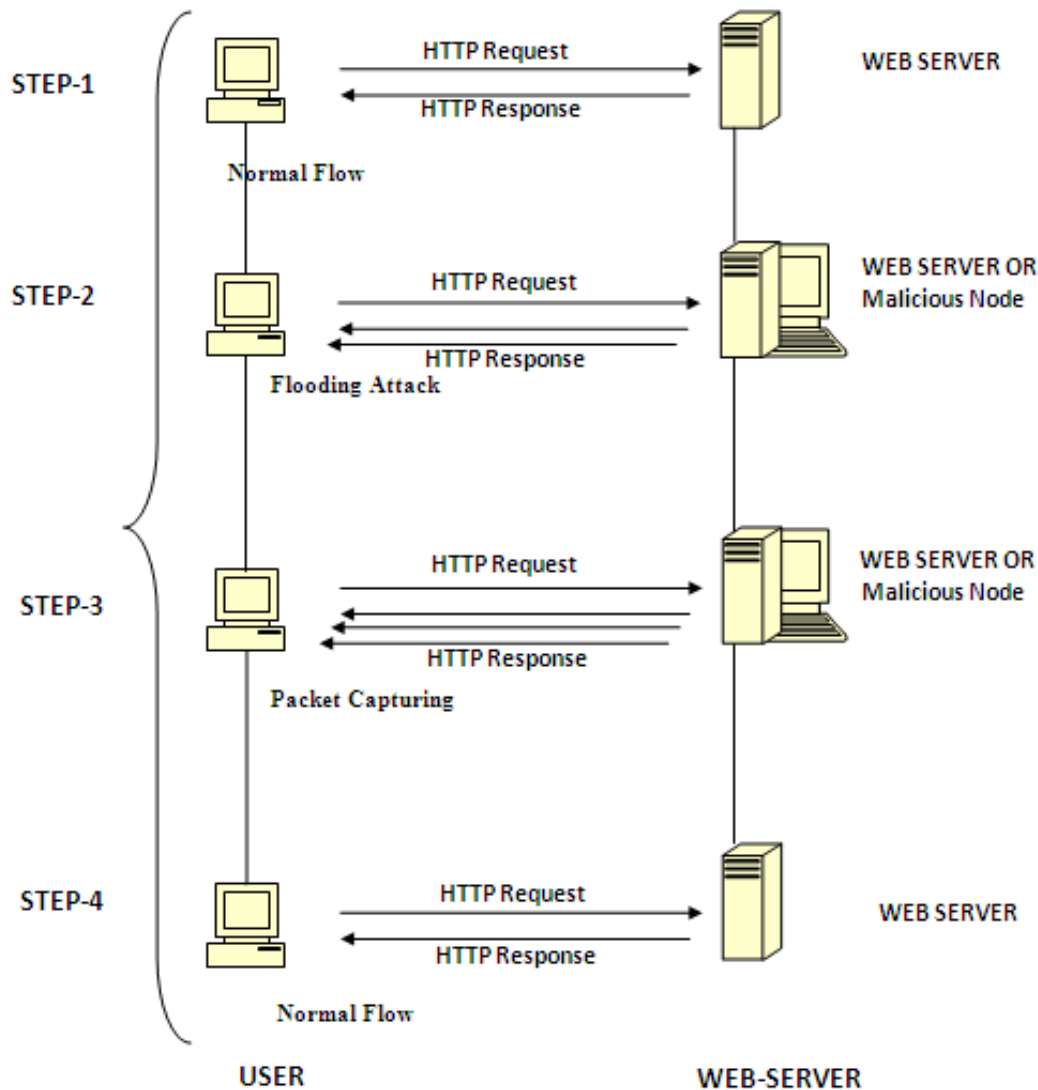 STEP-1
HTTP Request
HTTP Response
WEB SERVER
Normal Flow
STEP-2
HTTP Request
HTTP Response
WEB SERVER OR
Malicious Node
Flooding Attack
STEP-3
HTTP Request
HTTP Response
WEB SERVER OR
Malicious Node
Packet Capturing
STEP-4
HTTP Request
HTTP Response
WEB SERVER
Normal Flow
USER
WEB-SERVER